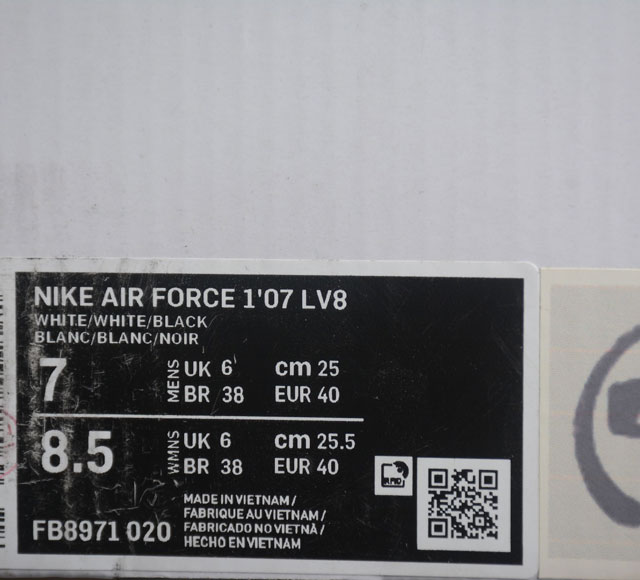 NIKE AIR FORCE 1'07 LV8
WHITE/WHITE/BLACK
BLANC/BLANC/NOIR
7 MENS UK 6 cm 25
BR 38 EUR 40
8.5 WMNS UK 6 cm 25.5
BR 38 EUR 40
MADE IN VIETNAM /
FABRIQUE AU VIETNAM /
FABRICADO NO VIETNÃ /
HECHO EN VIETNAM
FB8971 020